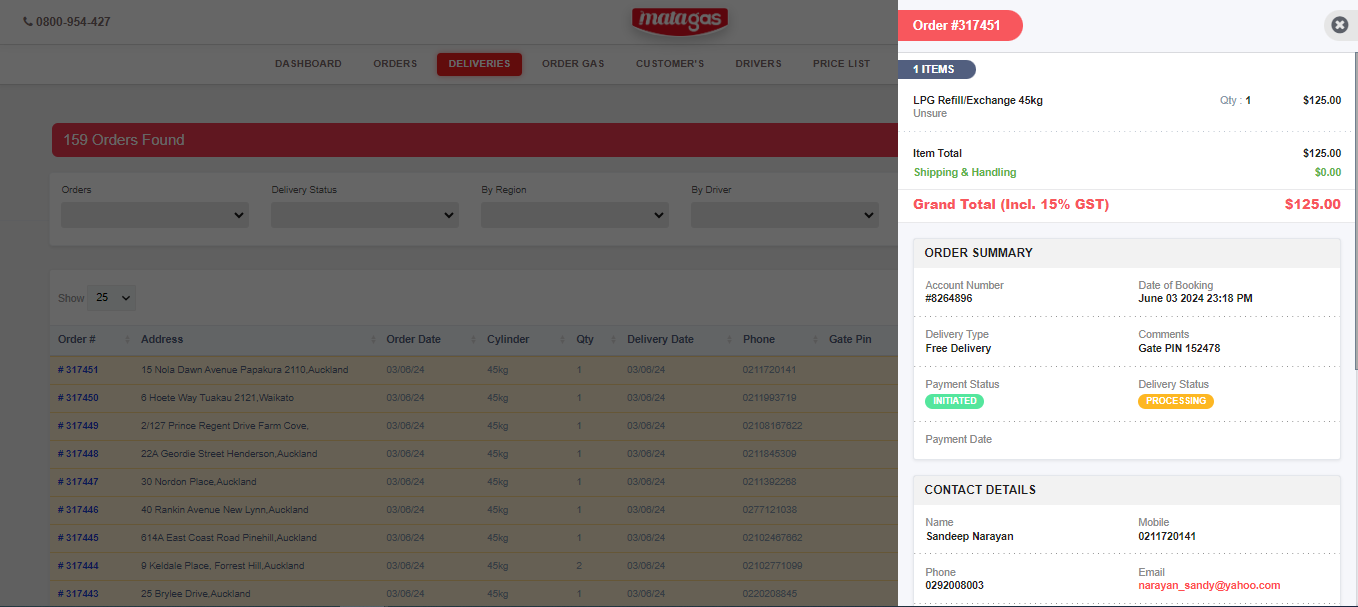 0800-954-427
matagas
DASHBOARD ORDERS DELIVERIES ORDER GAS CUSTOMER'S DRIVERS PRICE LIST
159 Orders Found
Orders Delivery Status By Region By Driver
Show 25
Order # Address Order Date Cylinder Qty Delivery Date Phone Gate Pin
# 317451 15 Nola Dawn Avenue Papakura 2110,Auckland 03/06/24 45kg 1 03/06/24 0211720141
# 317450 6 Hoete Way Tuakau 2121,Waikato 03/06/24 45kg 1 03/06/24 0211993719
# 317449 2/127 Prince Regent Drive Farm Cove, 03/06/24 45kg 1 03/06/24 02108167622
# 317448 22A Geordie Street Henderson,Auckland 03/06/24 45kg 1 03/06/24 0211845309
# 317447 30 Nordon Place,Auckland 03/06/24 45kg 1 03/06/24 0211392268
# 317446 40 Rankin Avenue New Lynn,Auckland 03/06/24 45kg 1 03/06/24 0277121038
# 317445 614A East Coast Road Pinehill,Auckland 03/06/24 45kg 1 03/06/24 02102467662
# 317444 9 Keldale Place, Forrest Hill,Auckland 03/06/24 45kg 2 03/06/24 02102771099
# 317443 25 Brylee Drive,Auckland 03/06/24 45kg 1 03/06/24 0220208845
Order #317451
1 ITEMS
LPG Refill/Exchange 45kg Qty : 1 $125.00
Unsure
Item Total $125.00
Shipping & Handling $0.00
Grand Total (Incl. 15% GST) $125.00
ORDER SUMMARY
Account Number Date of Booking
#8264896 June 03 2024 23:18 PM
Delivery Type Comments
Free Delivery Gate PIN 152478
Payment Status Delivery Status
INITIATED PROCESSING
Payment Date
CONTACT DETAILS
Name Mobile
Sandeep Narayan 0211720141
Phone Email
0292008003 narayan_sandy@yahoo.com